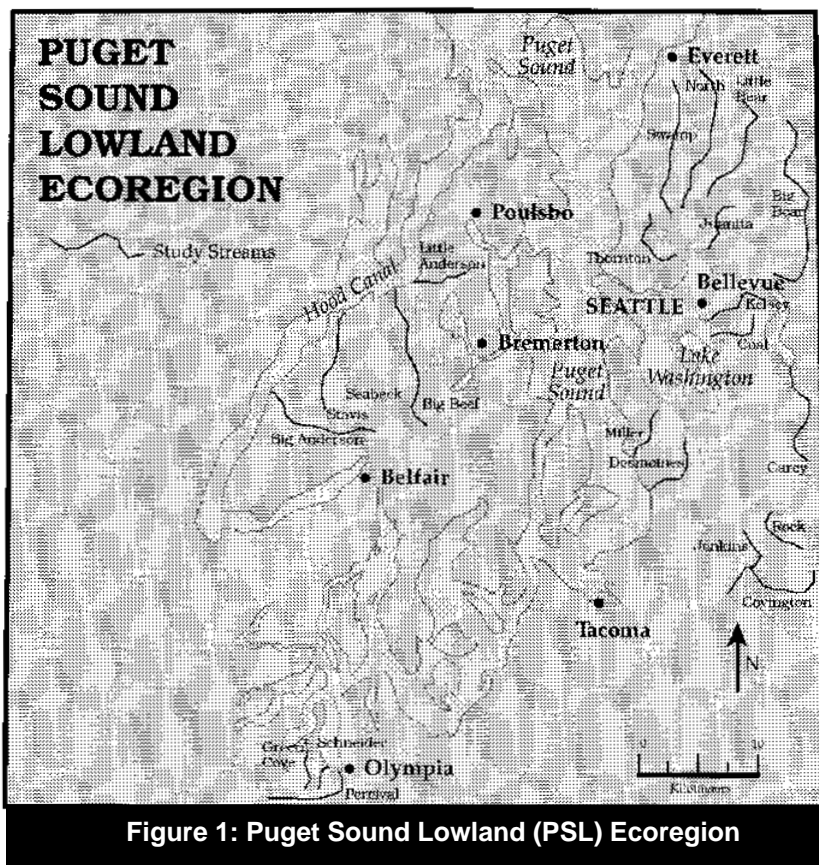 PUGET
SOUND
LOWLAND
ECOREGION
Study Streams
Puget
Sound
Everett
North
Little
Bear
Swamp
Poulsbo
Big
Bear
Juanita
Little
Anderson
Thornton
Hood Canal
Bellevue
SEATTLE
Kelsey
Bremerton
Coal
Lake
Washington
Puget
Sound
Seabeck
Stavis
Big Beef
Big Anderson
Miller
Desmoines
Belfair
Carey
Rock
Jenkins
Covington
Tacoma
N
Green
Cove
Schneider
Olympia
Percival
0
10
Kilometers
Figure 1: Puget Sound Lowland (PSL) Ecoregion